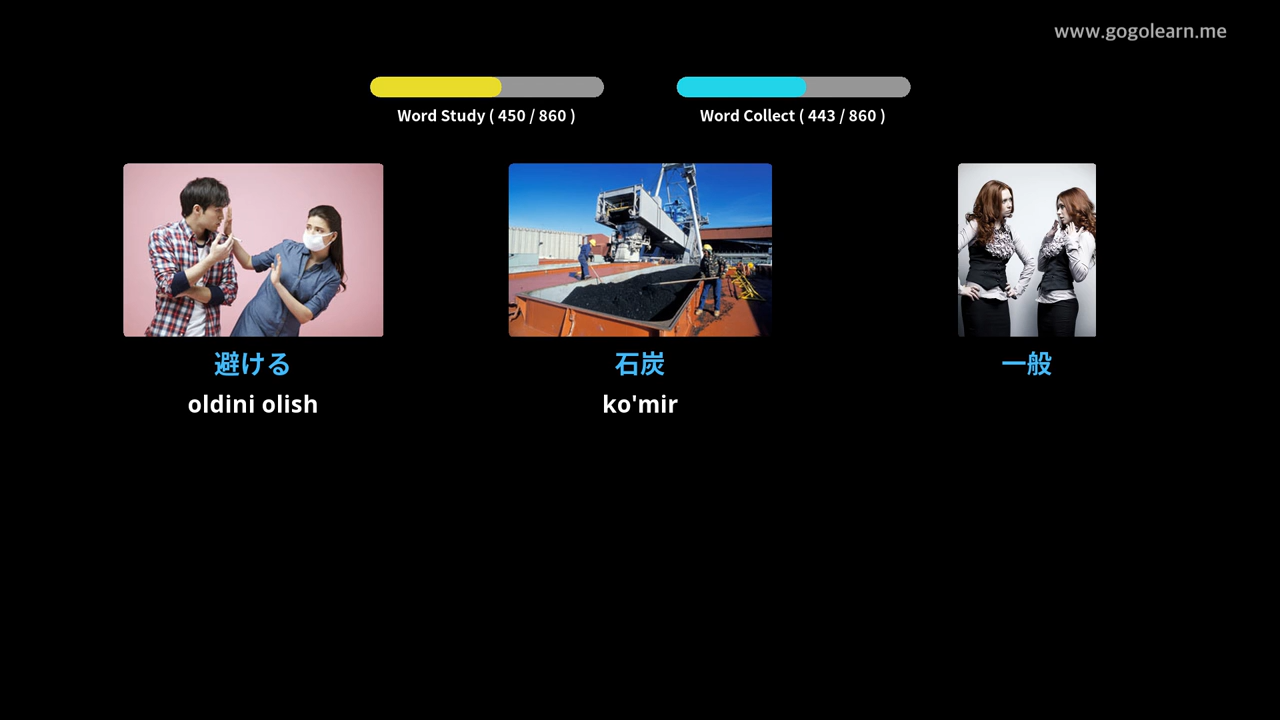 www.gogolearn.me
Word Study ( 450 / 860 )
Word Collect ( 443 / 860 )
避ける
石炭
一般
oldini olish
ko'mir